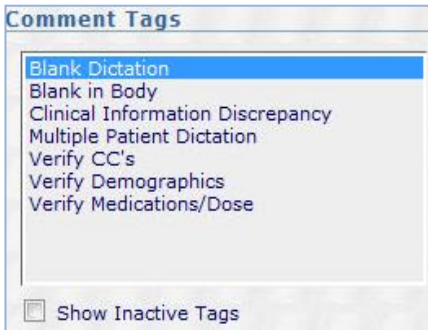 Comment Tags
Blank Dictation
Blank in Body
Clinical Information Discrepancy
Multiple Patient Dictation
Verify CC's
Verify Demographics
Verify Medications/Dose
Show Inactive Tags